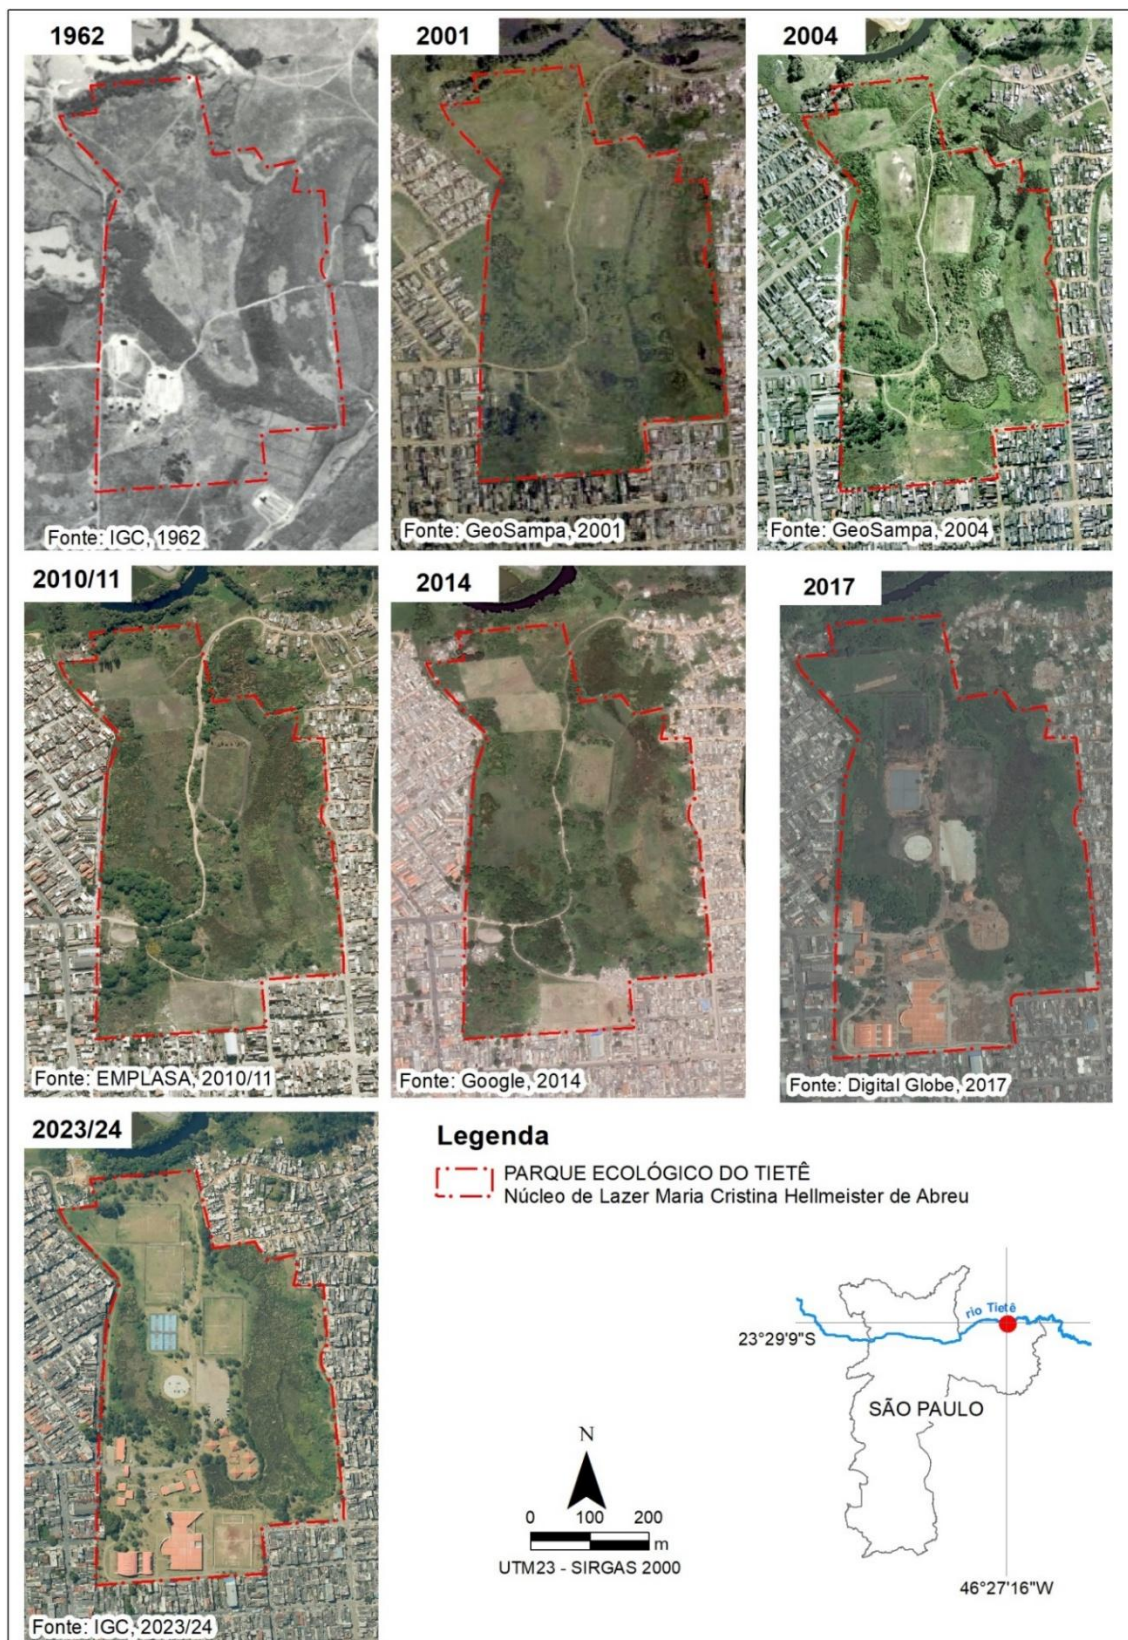 1962
2001
2004
Fonte: IGC, 1962
Fonte: GeoSampa, 2001
Fonte: GeoSampa, 2004
2010/11
2014
2017
Fonte: EMPLASA, 2010/11
Fonte: Google, 2014
Fonte: Digital Globe, 2017
2023/24
Fonte: IGC, 2023/24
Legenda
PARQUE ECOLÓGICO DO TIETÊ
Núcleo de Lazer Maria Cristina Hellmeister de Abreu
rio Tietê
23°29'9"S
SÃO PAULO
46°27'16"W
N
0 100 200
m
UTM23 - SIRGAS 2000